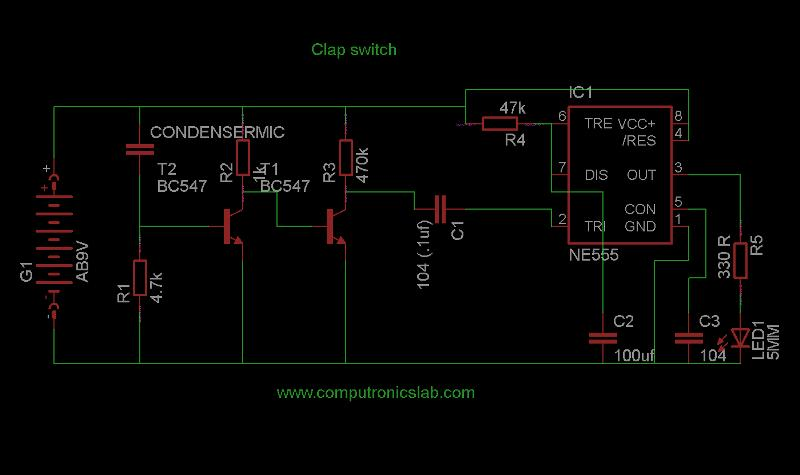 Clap switch
IC1
47k
R4
6
TRE
VCC+
8
/RES
4
CONDENSERMIC
T2
BC547
R2
1k
T1
BC547
R3
470k
7
DIS
OUT
3
CON
5
2
TRI
GND
1
NE555
+
+
G1
AB9V
-
-
R1
4.7k
104 (.1uf)
C1
330 R
R5
C2
100uf
C3
104
LED1
5MM
www.computronicslab.com